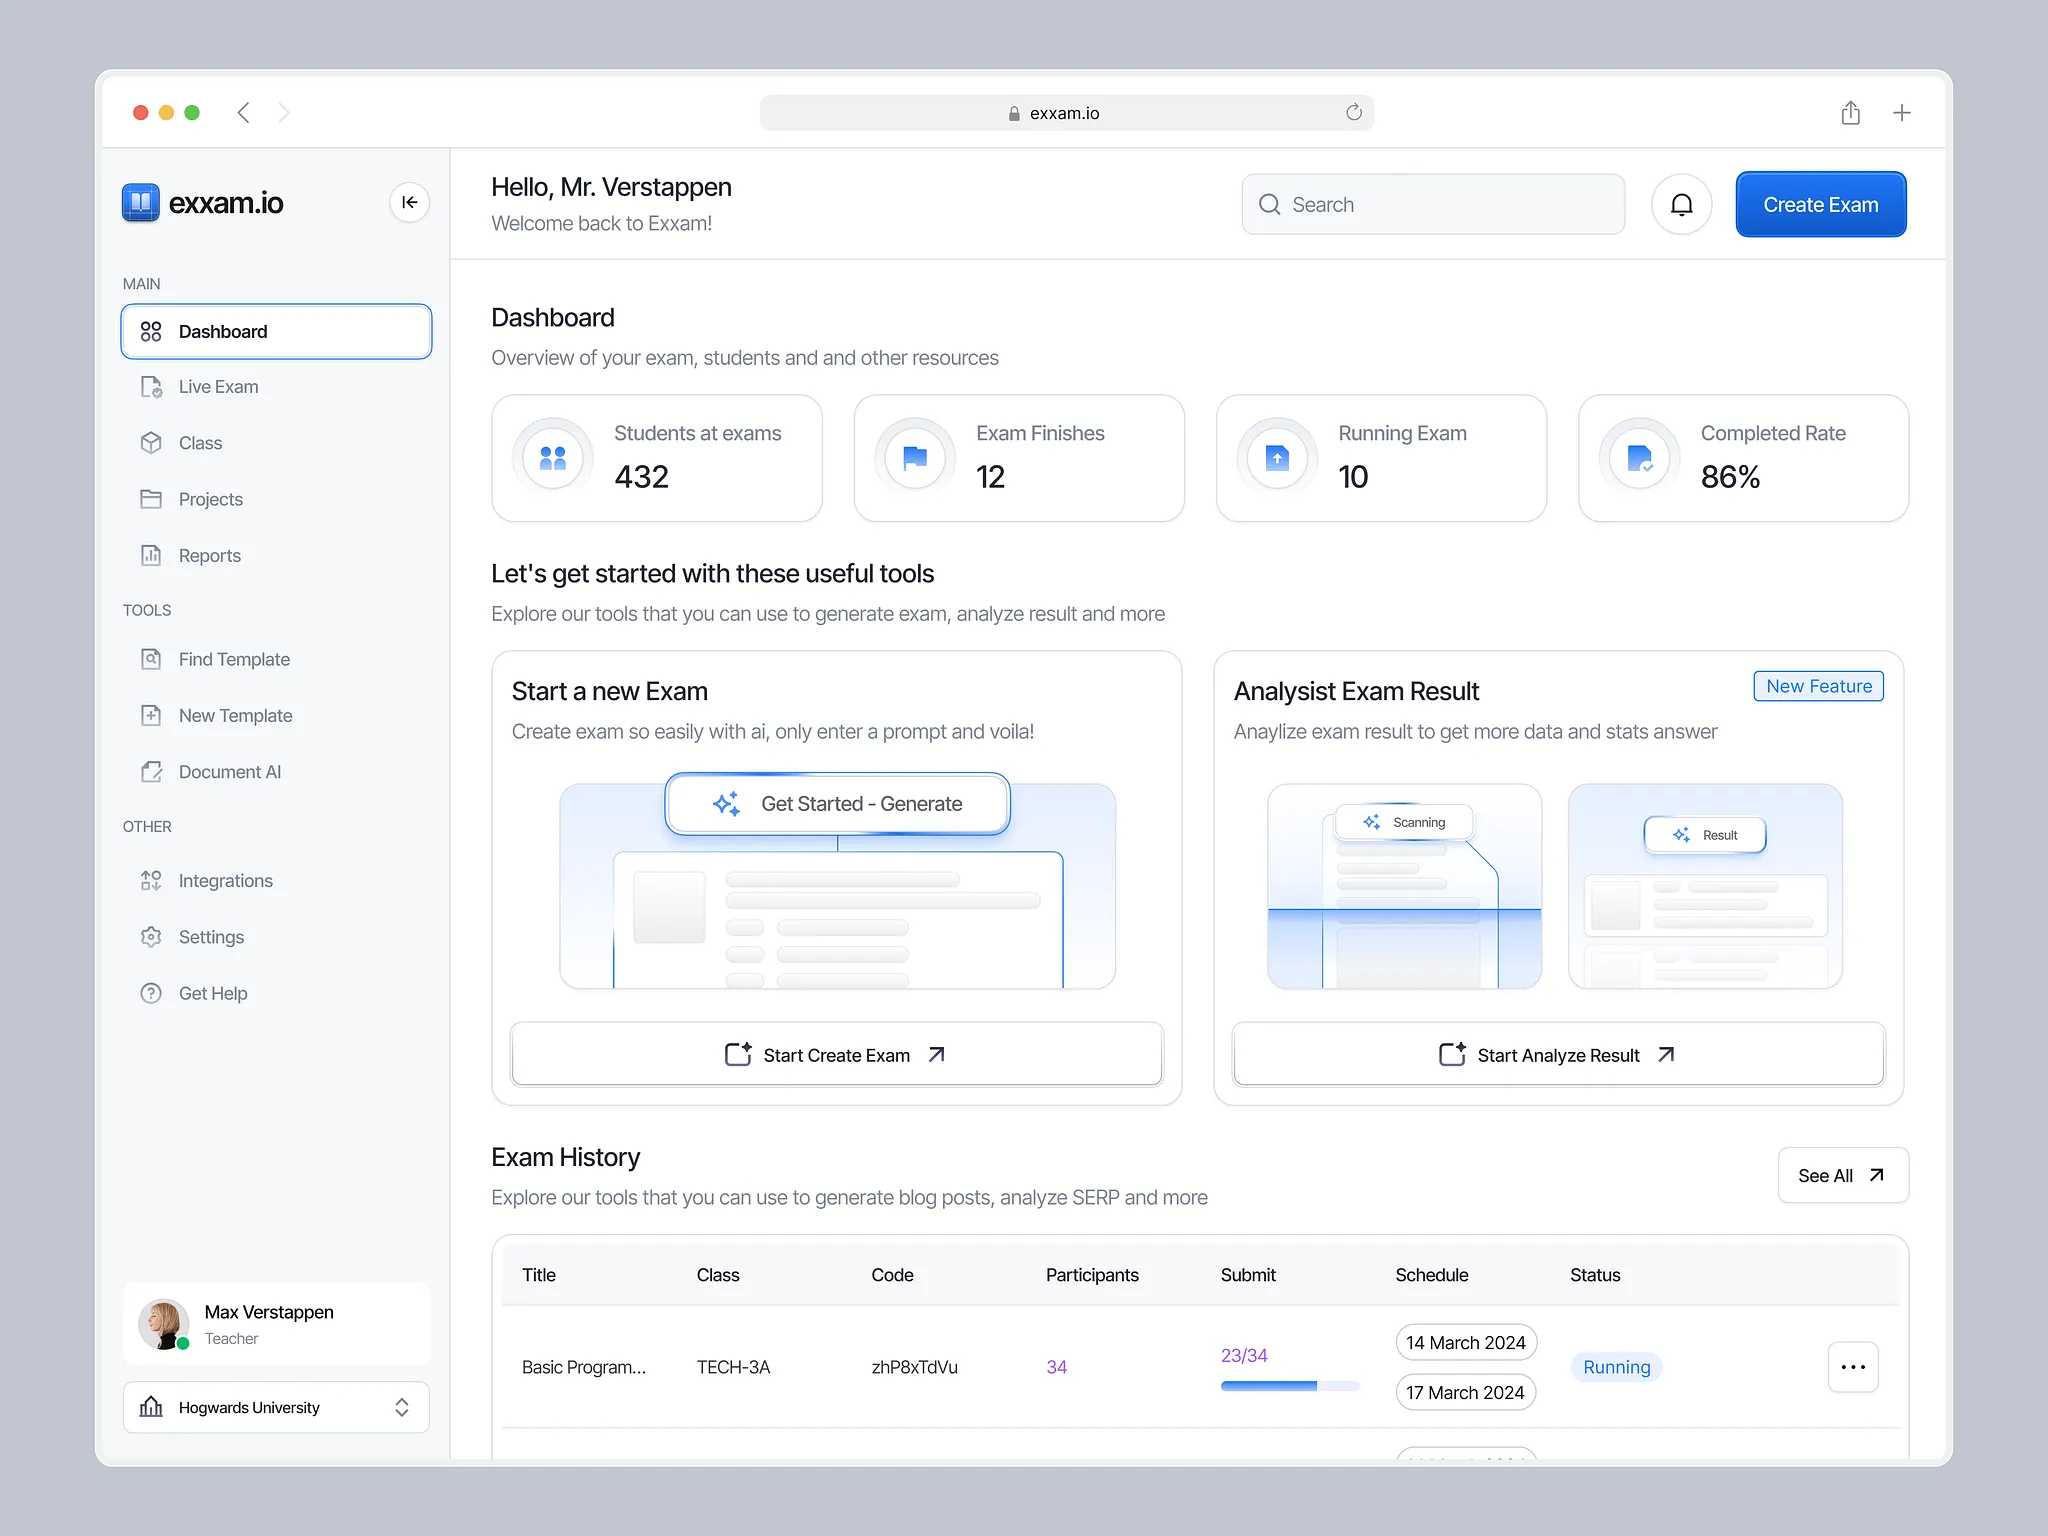 exxam.io
exxam.io
Hello, Mr. Verstappen
Welcome back to Exxam!
Search
Create Exam
MAIN
Dashboard
Live Exam
Class
Projects
Reports
TOOLS
Find Template
New Template
Document AI
OTHER
Integrations
Settings
Get Help
Max Verstappen
Teacher
Hogwards University
Dashboard
Overview of your exam, students and and other resources
Students at exams
432
Exam Finishes
12
Running Exam
10
Completed Rate
86%
Let's get started with these useful tools
Explore our tools that you can use to generate exam, analyze result and more
Start a new Exam
Create exam so easily with ai, only enter a prompt and voila!
Get Started - Generate
Start Create Exam
Analysist Exam Result
New Feature
Anaylize exam result to get more data and stats answer
Scanning
Result
Start Analyze Result
Exam History
Explore our tools that you can use to generate blog posts, analyze SERP and more
See All
Title Class Code Participants Submit Schedule Status
Basic Program... TECH-3A zhP8xTdVu 34 23/34 14 March 2024 Running
17 March 2024